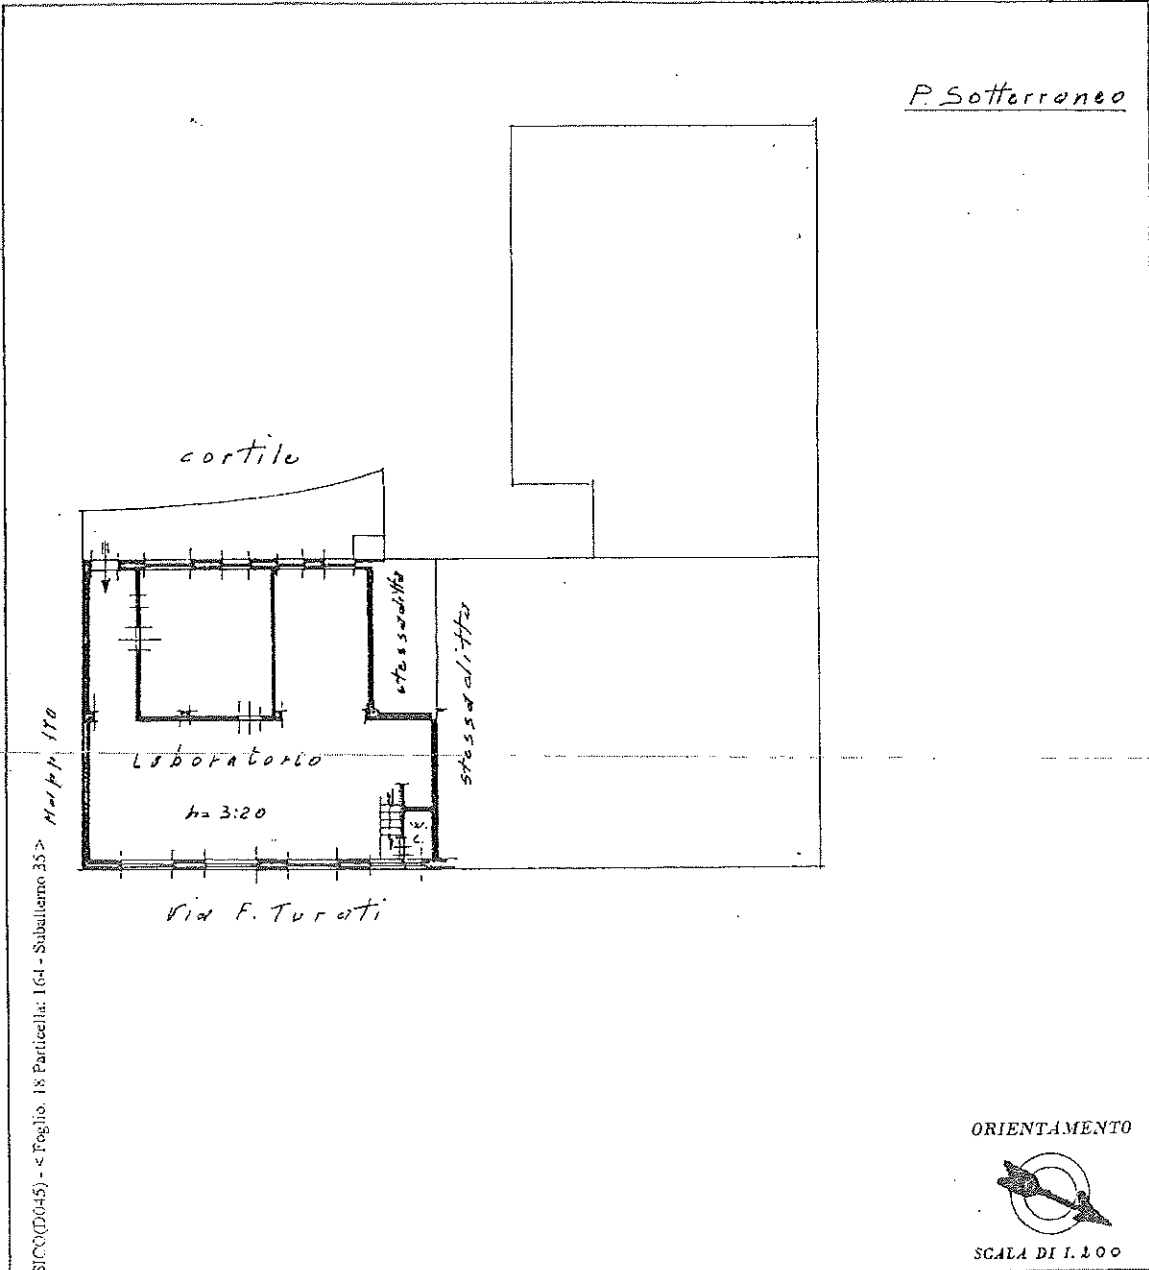 P. Sotterraneo
cortile
stessa ditta
stessa ditta
Laboratorio
h= 3:20
W.
C.
Via F. Turati
Mapp. 170
SICO(D045) - < Foglio. 18 Particella: 164 - Subalterno 35 >
ORIENTAMENTO
SCALA DI 1. 200